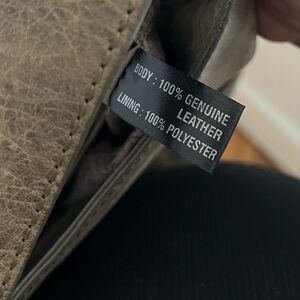 BODY : 100% GENUINE
LEATHER
LINING : 100% POLYESTER